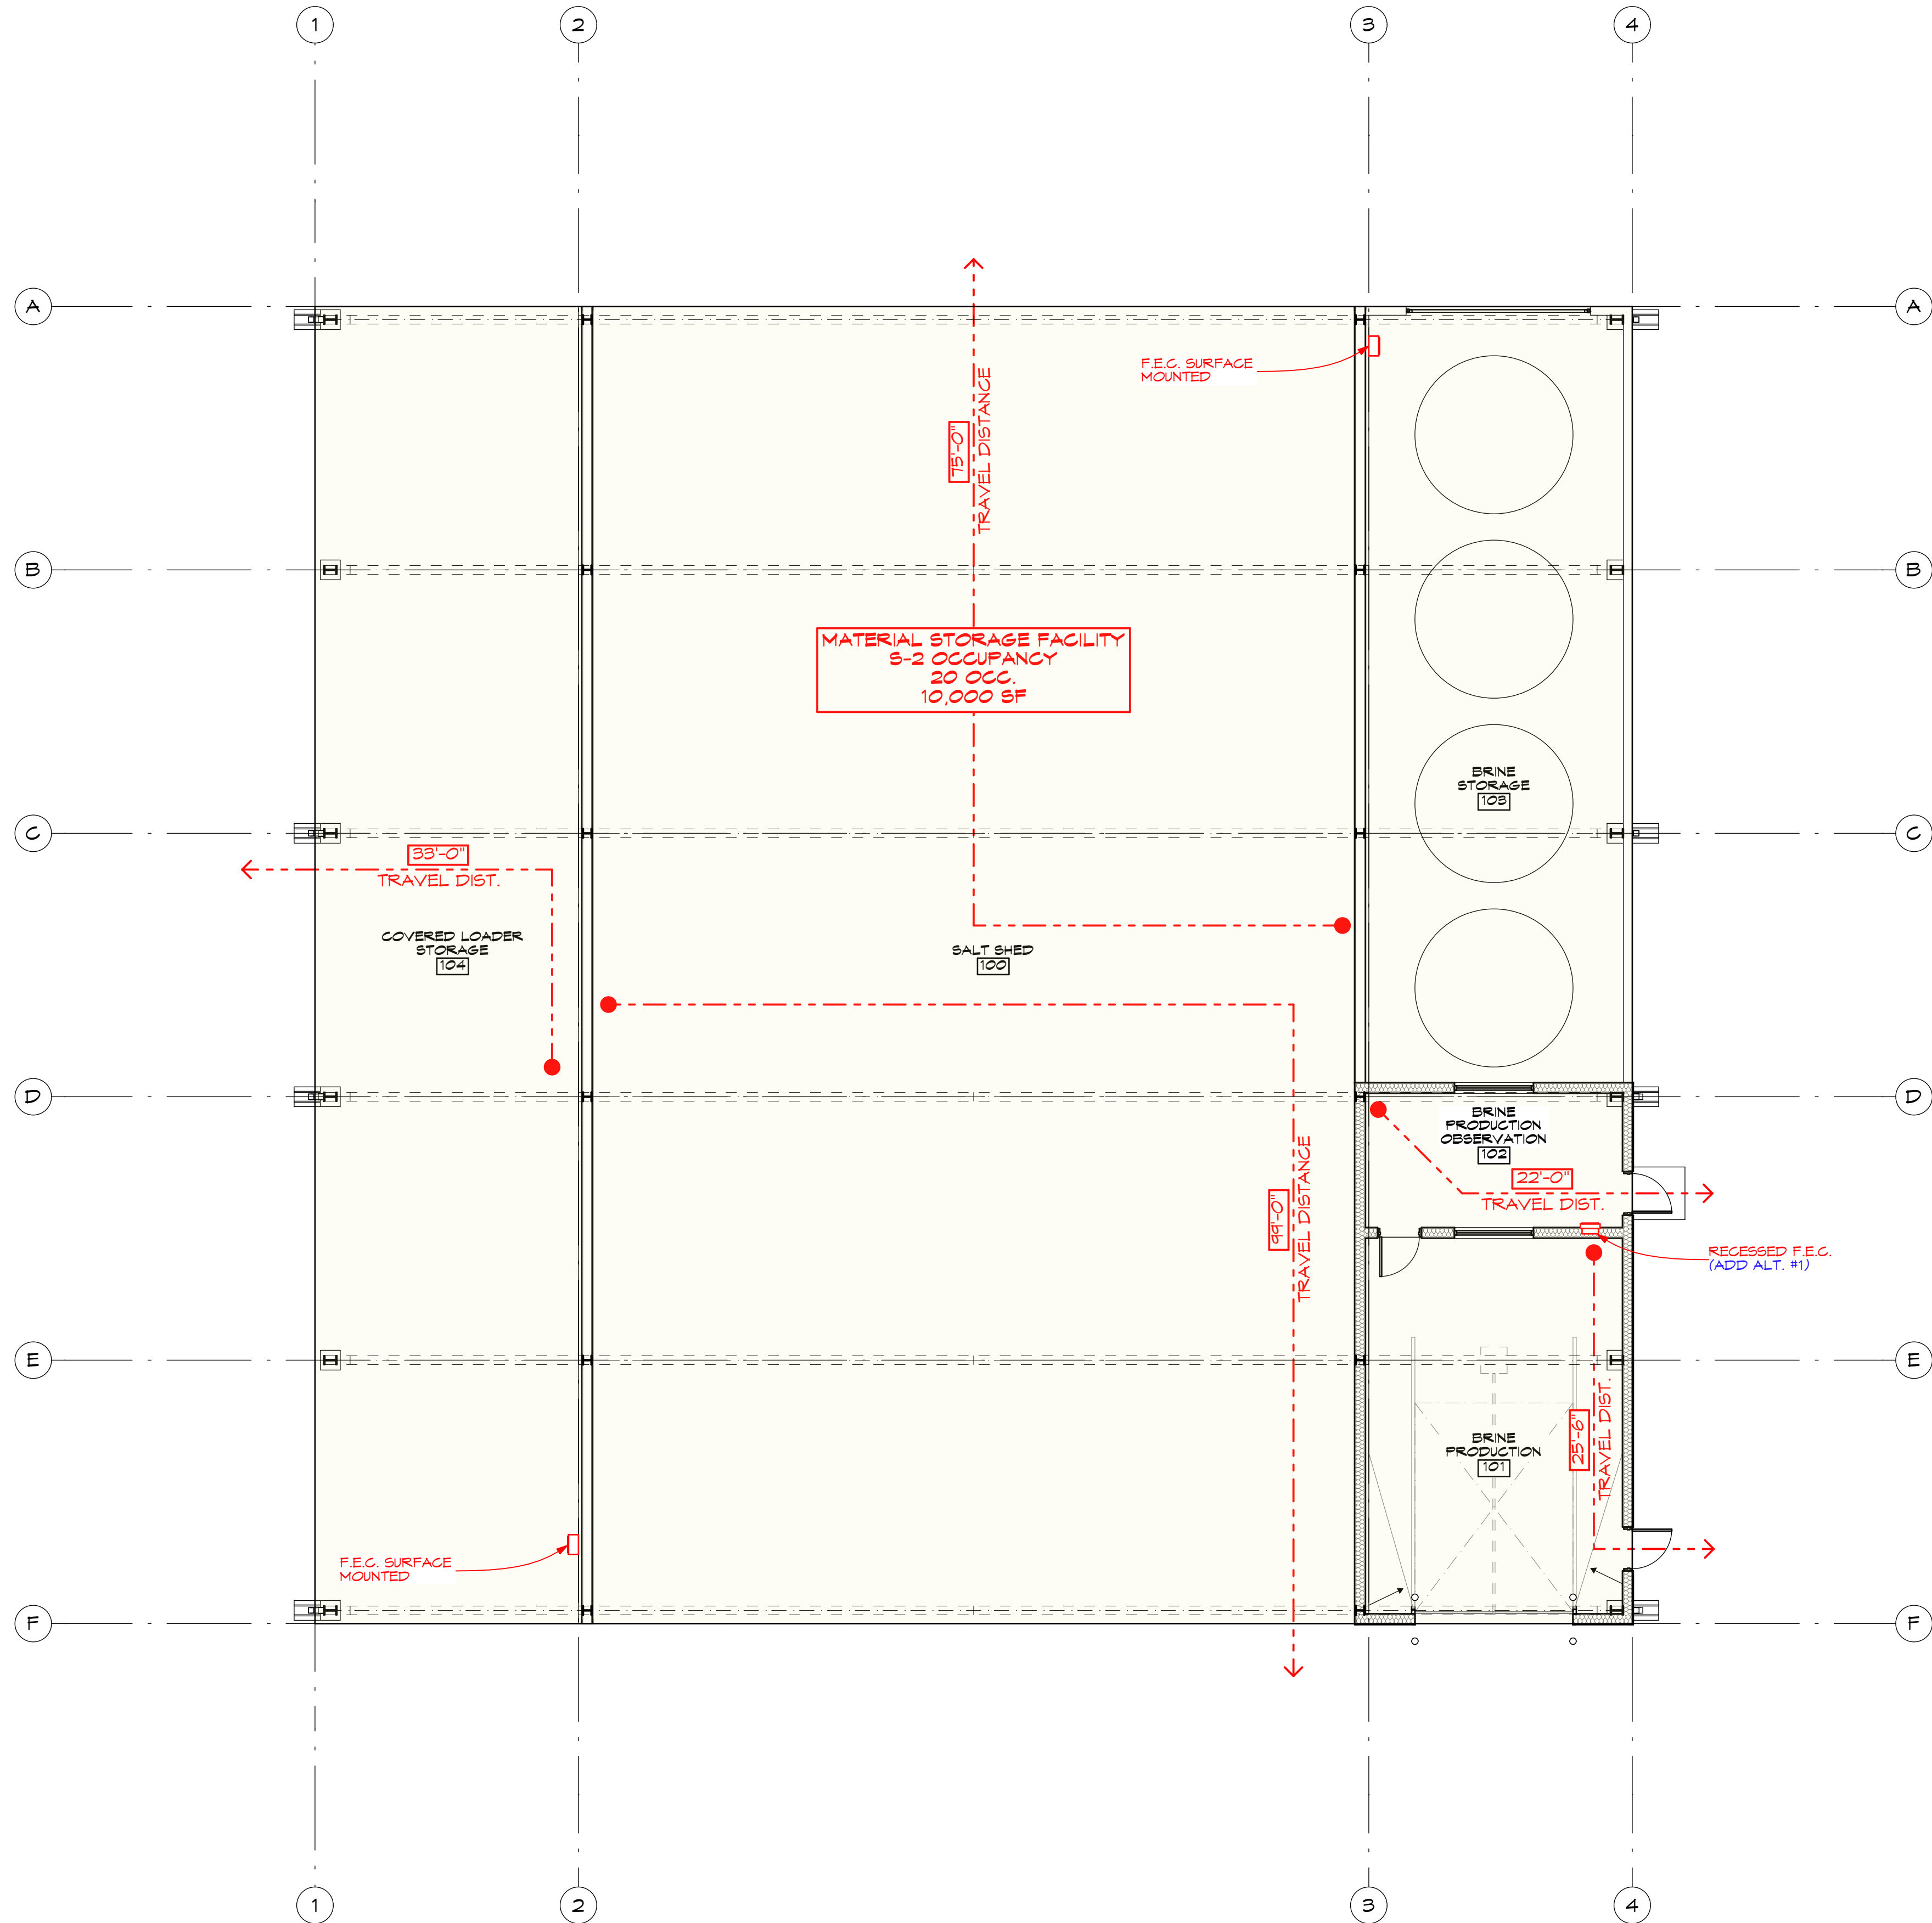 1
2
3
4
A
A
F.E.C. SURFACE
MOUNTED
75'-0"
TRAVEL DISTANCE
B
B
MATERIAL STORAGE FACILITY
S-2 OCCUPANCY
20 OCC.
10,000 SF
BRINE
STORAGE
103
C
C
33'-0"
TRAVEL DIST.
COVERED LOADER
STORAGE
104
SALT SHED
100
D
D
BRINE
PRODUCTION
OBSERVATION
102
22'-0"
TRAVEL DIST.
99'-0"
TRAVEL DISTANCE
RECESSED F.E.C.
(ADD ALT. #1)
E
E
25'-6"
TRAVEL DIST.
BRINE
PRODUCTION
101
F.E.C. SURFACE
MOUNTED
F
F
1
2
3
4